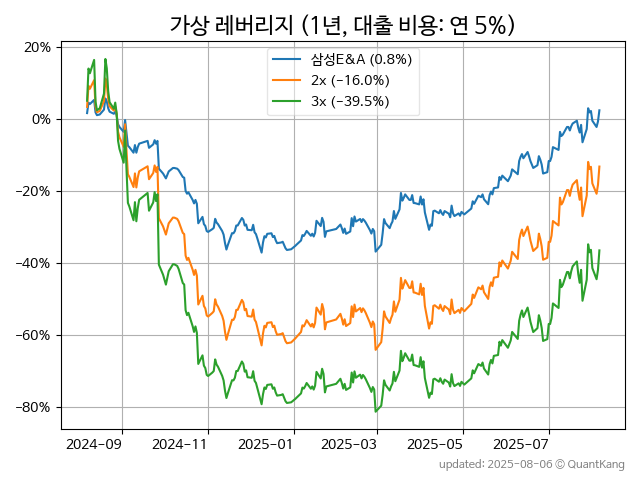 가상 레버리지 (1년, 대출 비용: 연 5%)
20%
0%
−20%
−40%
−60%
−80%
삼성E&A (0.8%)
2x (−16.0%)
3x (−39.5%)
2024-09 2024-11 2025-01 2025-03 2025-05 2025-07
updated: 2025-08-06 © QuantKang